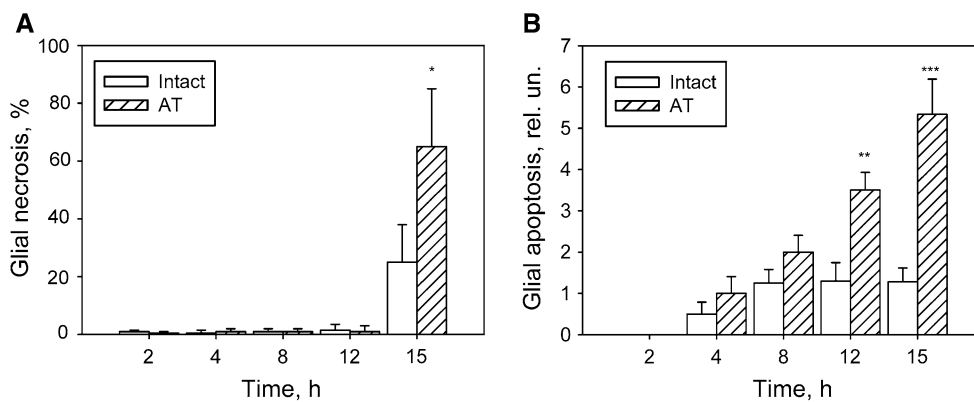 A
Glial necrosis, %
100
80
60
40
20
0
Intact
AT
*
2 4 8 12 15
Time, h
B
Glial apoptosis, rel. un.
7
6
5
4
3
2
1
0
Intact
AT
**
***
2 4 8 12 15
Time, h